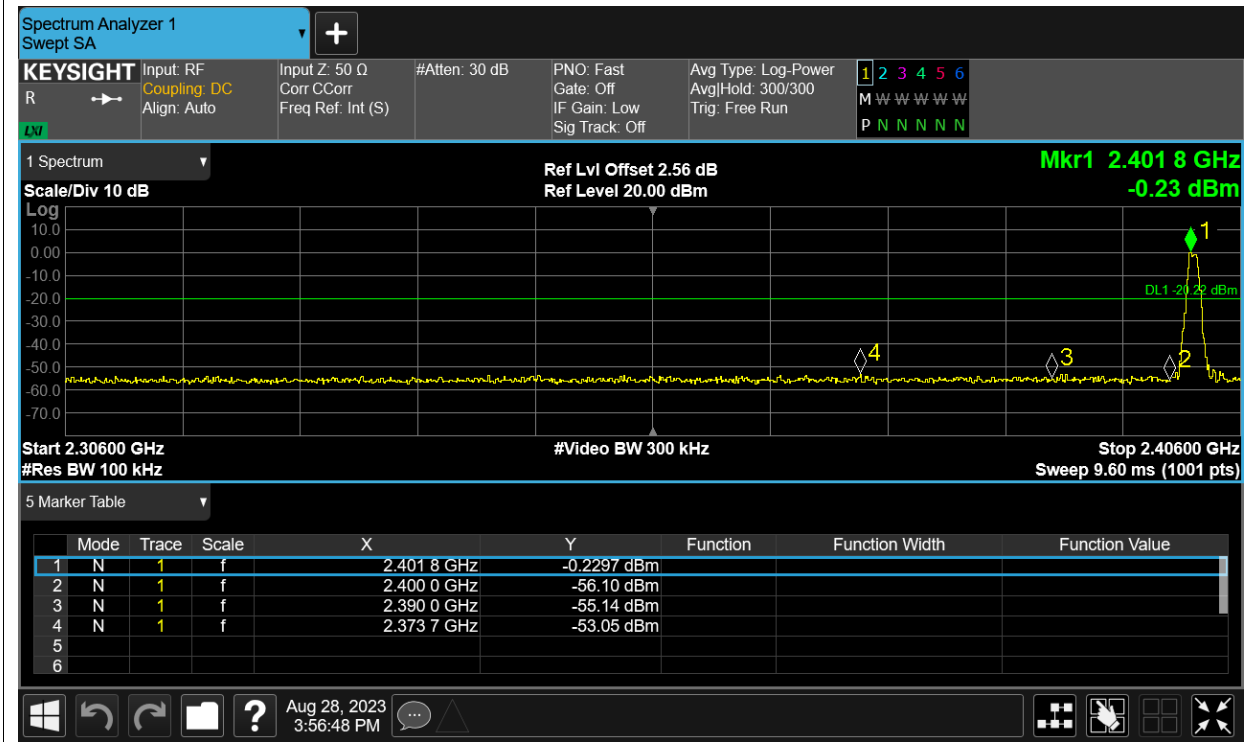 Spectrum Analyzer 1
Swept SA
+
KEYSIGHT Input: RF Input Z: 50 Ω #Atten: 30 dB PNO: Fast Avg Type: Log-Power 1 2 3 4 5 6
R Coupling: DC Corr CCorr Gate: Off Avg|Hold: 300/300 M W W W W W
Align: Auto Freq Ref: Int (S) IF Gain: Low Trig: Free Run
LXI Sig Track: Off P N N N N N
1 Spectrum Ref Lvl Offset 2.56 dB Mkr1 2.401 8 GHz
Scale/Div 10 dB Ref Level 20.00 dBm -0.23 dBm
Log
10.0 1
0.00
-10.0
-20.0 DL1 -20.22 dBm
-30.0
-40.0
4 3 2
-50.0
-60.0
-70.0
Start 2.30600 GHz #Video BW 300 kHz Stop 2.40600 GHz
#Res BW 100 kHz Sweep 9.60 ms (1001 pts)
5 Marker Table
Mode Trace Scale X Y Function Function Width Function Value
1 N 1 f 2.401 8 GHz -0.2297 dBm
2 N 1 f 2.400 0 GHz -56.10 dBm
3 N 1 f 2.390 0 GHz -55.14 dBm
4 N 1 f 2.373 7 GHz -53.05 dBm
5
6
? Aug 28, 2023
3:56:48 PM